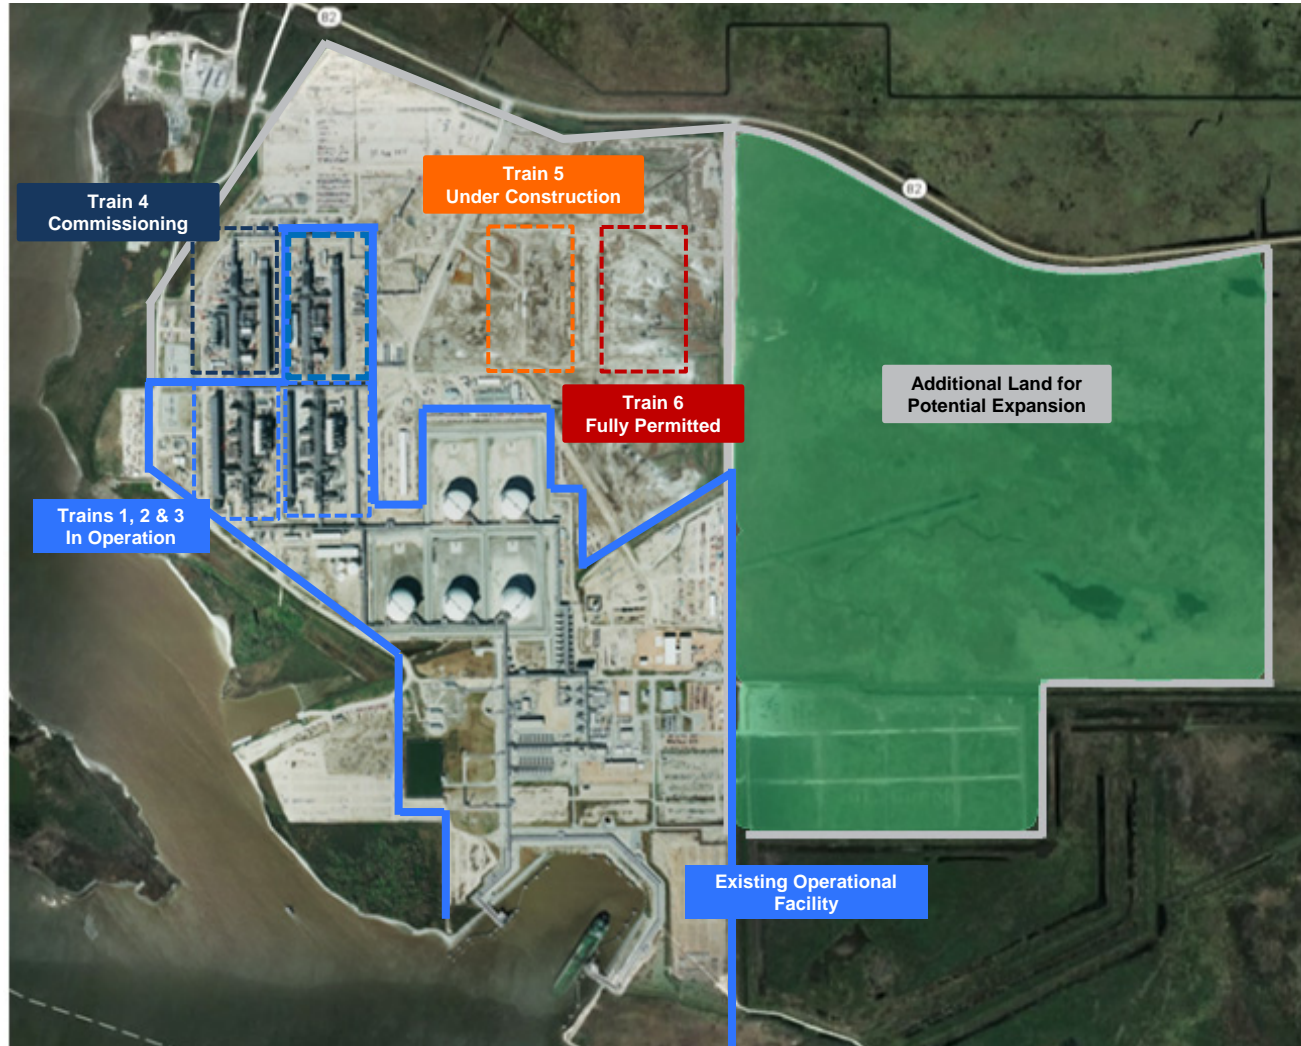 82
82
Train 5
Under Construction
Train 4
Commissioning
Additional Land for
Potential Expansion
Train 6
Fully Permitted
Trains 1, 2 & 3
In Operation
Existing Operational
Facility